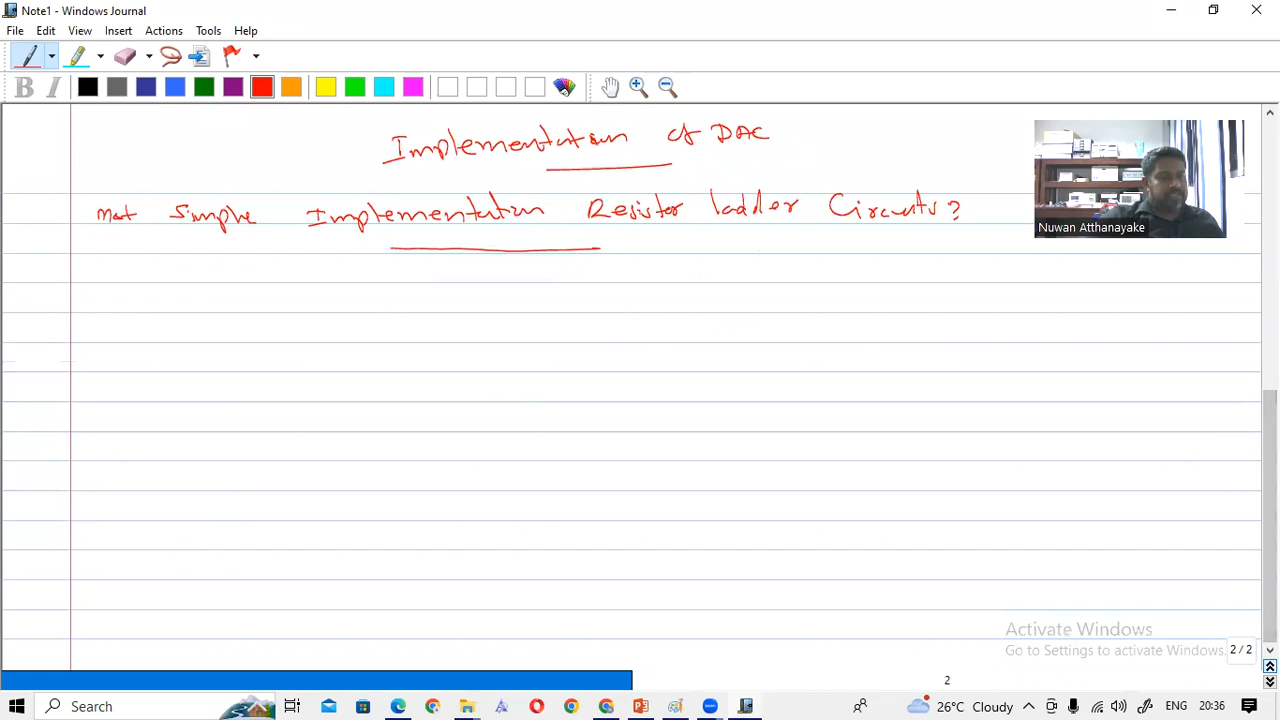 Note1 - Windows Journal
File Edit View Insert Actions Tools Help
B I
Implementation of DAC
Most Simple Implementation Resistor ladder Circuits?
Nuwan Atthanayake
Activate Windows
Go to Settings to activate Windows.
2 / 2
2
Search
26°C Cloudy
ENG
20:36